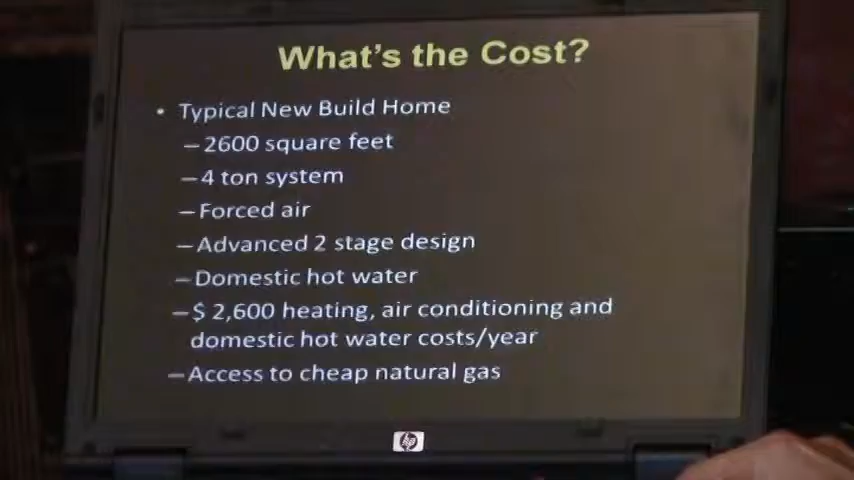 What's the Cost?
• Typical New Build Home
– 2600 square feet
– 4 ton system
– Forced air
– Advanced 2 stage design
– Domestic hot water
– $ 2,600 heating, air conditioning and
domestic hot water costs/year
– Access to cheap natural gas
hp